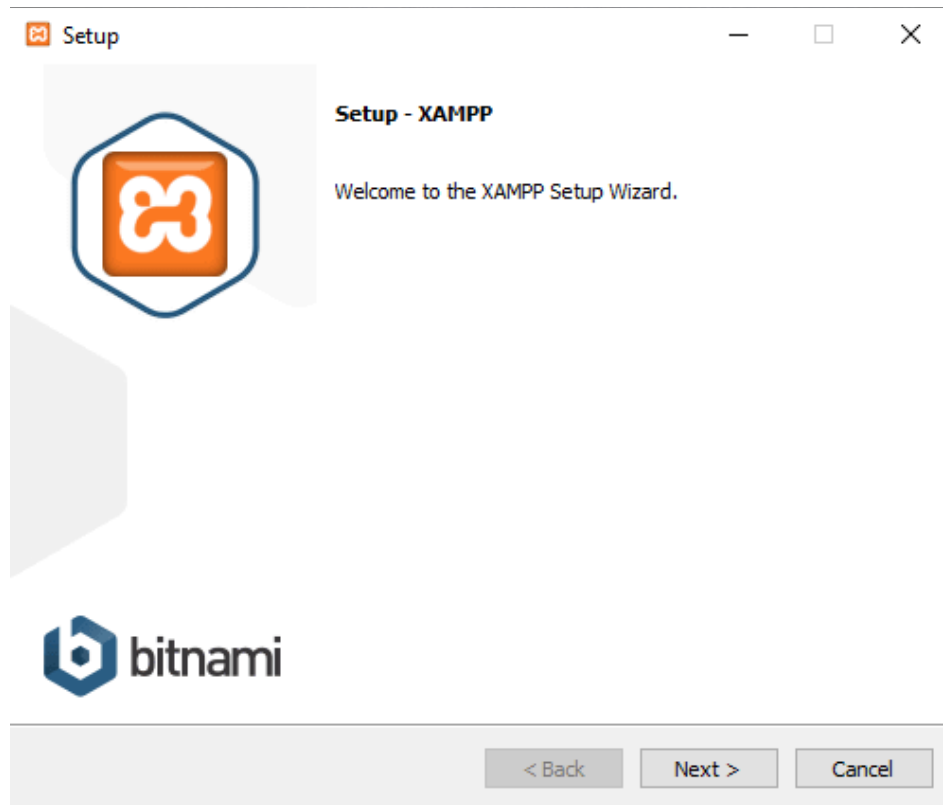 Setup
Setup - XAMPP
Welcome to the XAMPP Setup Wizard.
bitnami
< Back
Next >
Cancel